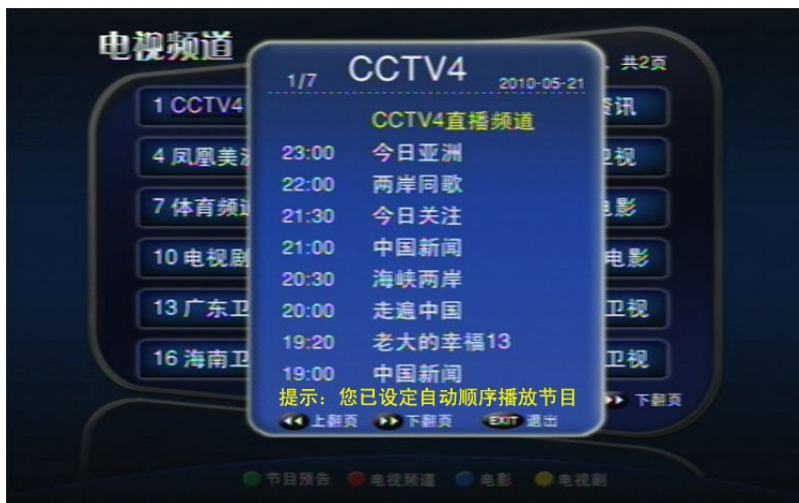 电视频道
共2页
CCTV4
1/7
2010-05-21
1 CCTV4
CCTV4直播频道
资讯
4 凤凰美洲
23:00 今日亚洲
卫视
22:00 两岸同歌
7 体育频道
21:30 今日关注
电影
21:00 中国新闻
10 电视剧
电影
20:30 海峡两岸
13 广东卫
20:00 走遍中国
卫视
19:20 老大的幸福13
16 海南卫
19:00 中国新闻
卫视
提示：您已设定自动顺序播放节目
下翻页
上翻页 下翻页 EXIT 退出
节目预告 电视频道 电影 电视剧